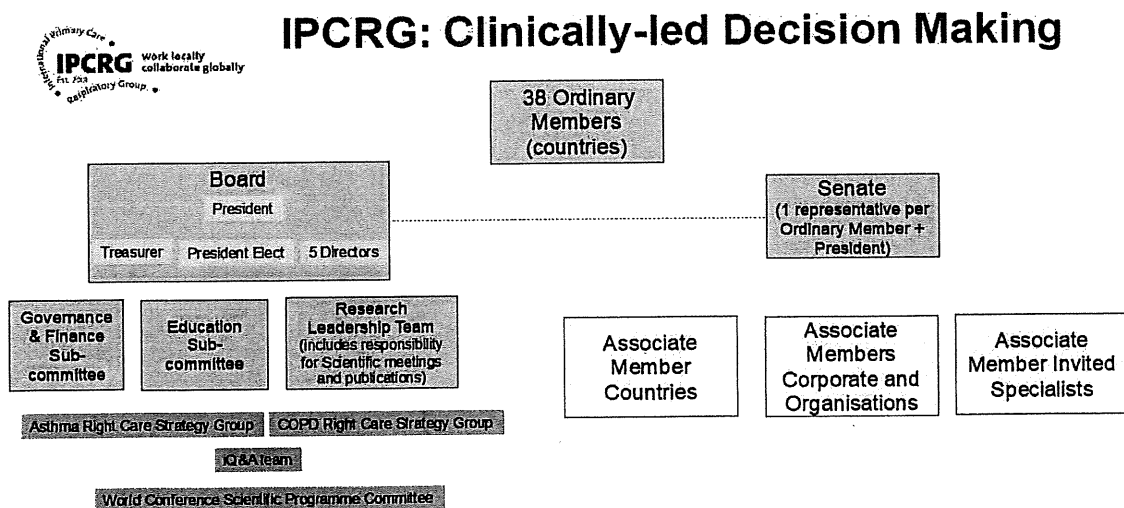 IPCRG: Clinically-led Decision Making
International Primary Care
IPCRG
work locally
collaborate globally
Respiratory Group.
38 Ordinary
Members
(countries)
Board
President
Treasurer President Elect 5 Directors
Senate
(1 representative per
Ordinary Member +
President)
Governance
& Finance
Sub-
committee
Education
Sub-
committee
Research
Leadership Team
(includes responsibility
for Scientific meetings
and publications)
Associate
Member
Countries
Associate
Members
Corporate and
Organisations
Associate
Member Invited
Specialists
Asthma Right Care Strategy Group
COPD Right Care Strategy Group
iQ&A team
World Conference Scientific Programme Committee